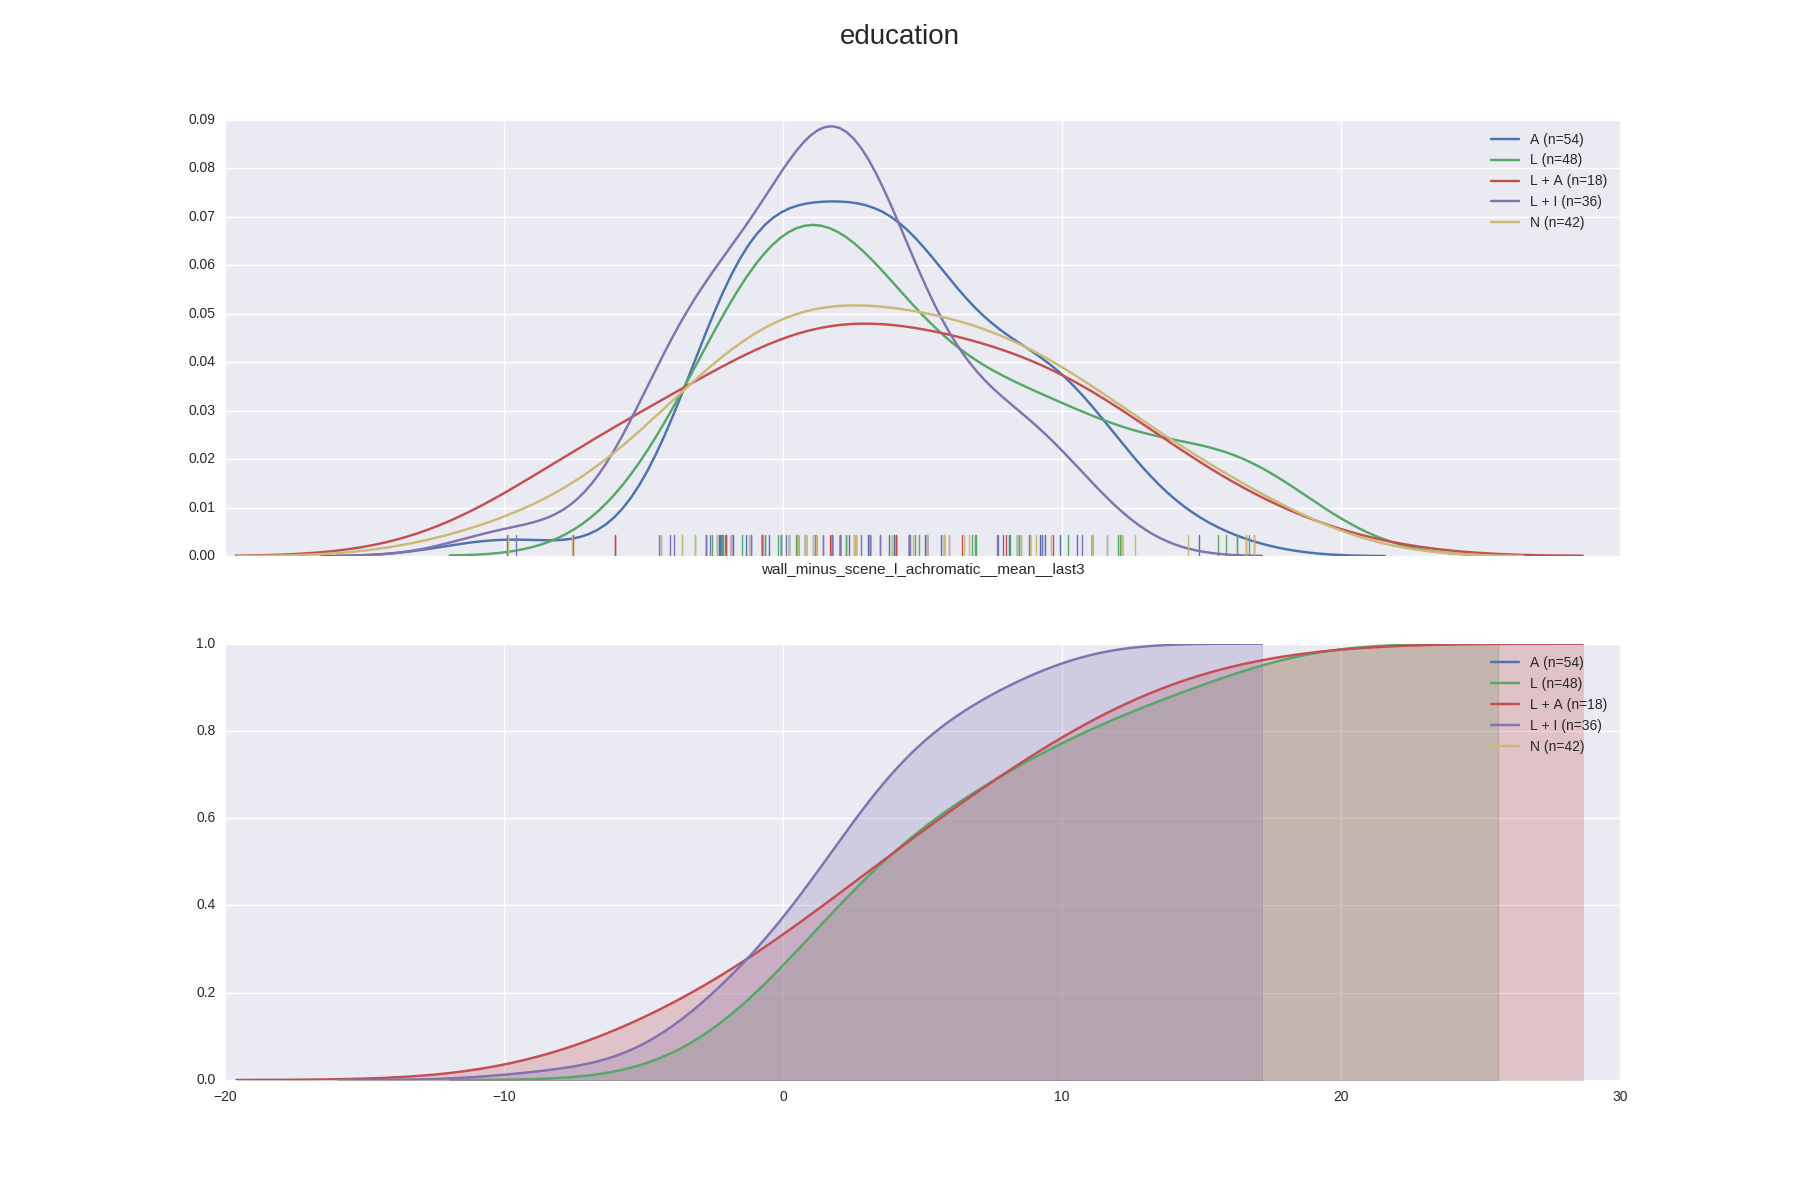 education
0.09
0.08
0.07
0.06
0.05
0.04
0.03
0.02
0.01
0.00
A (n=54)
L (n=48)
L + A (n=18)
L + I (n=36)
N (n=42)
wall_minus_scene_l_achromatic__mean__last3
1.0
0.8
0.6
0.4
0.2
0.0
A (n=54)
L (n=48)
L + A (n=18)
L + I (n=36)
N (n=42)
−20 −10 0 10 20 30